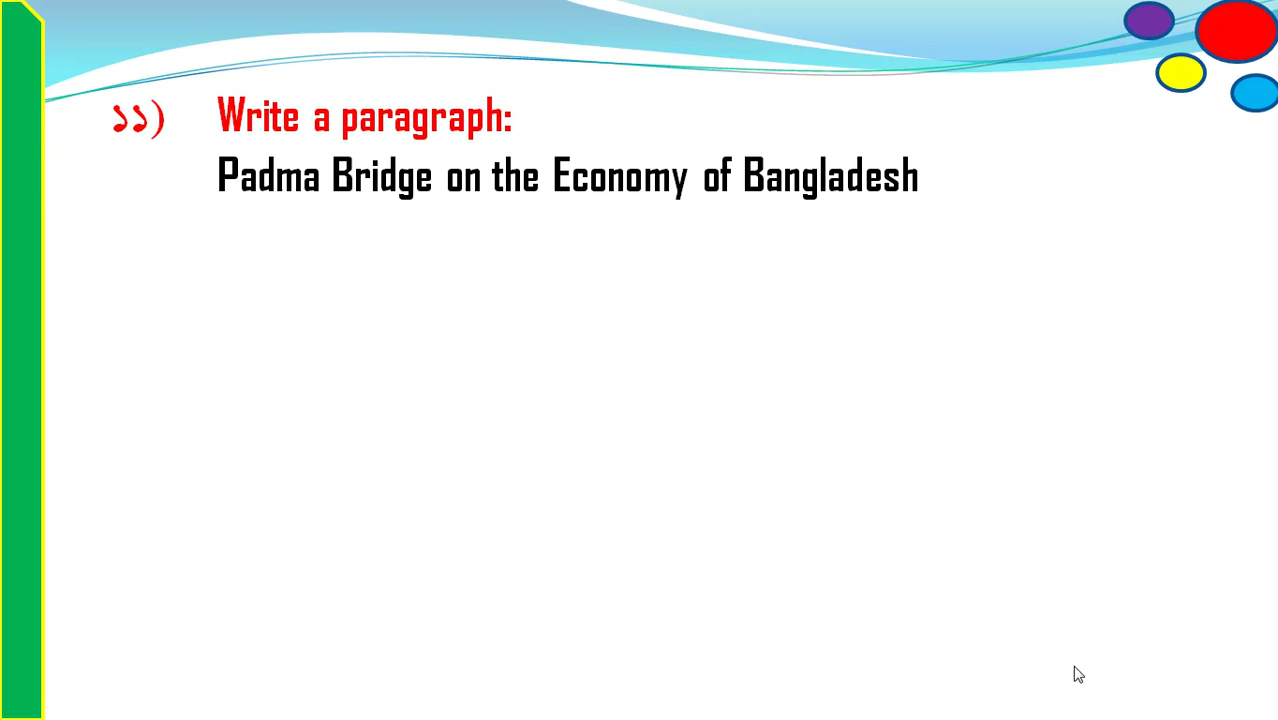 ১১) Write a paragraph:
Padma Bridge on the Economy of Bangladesh